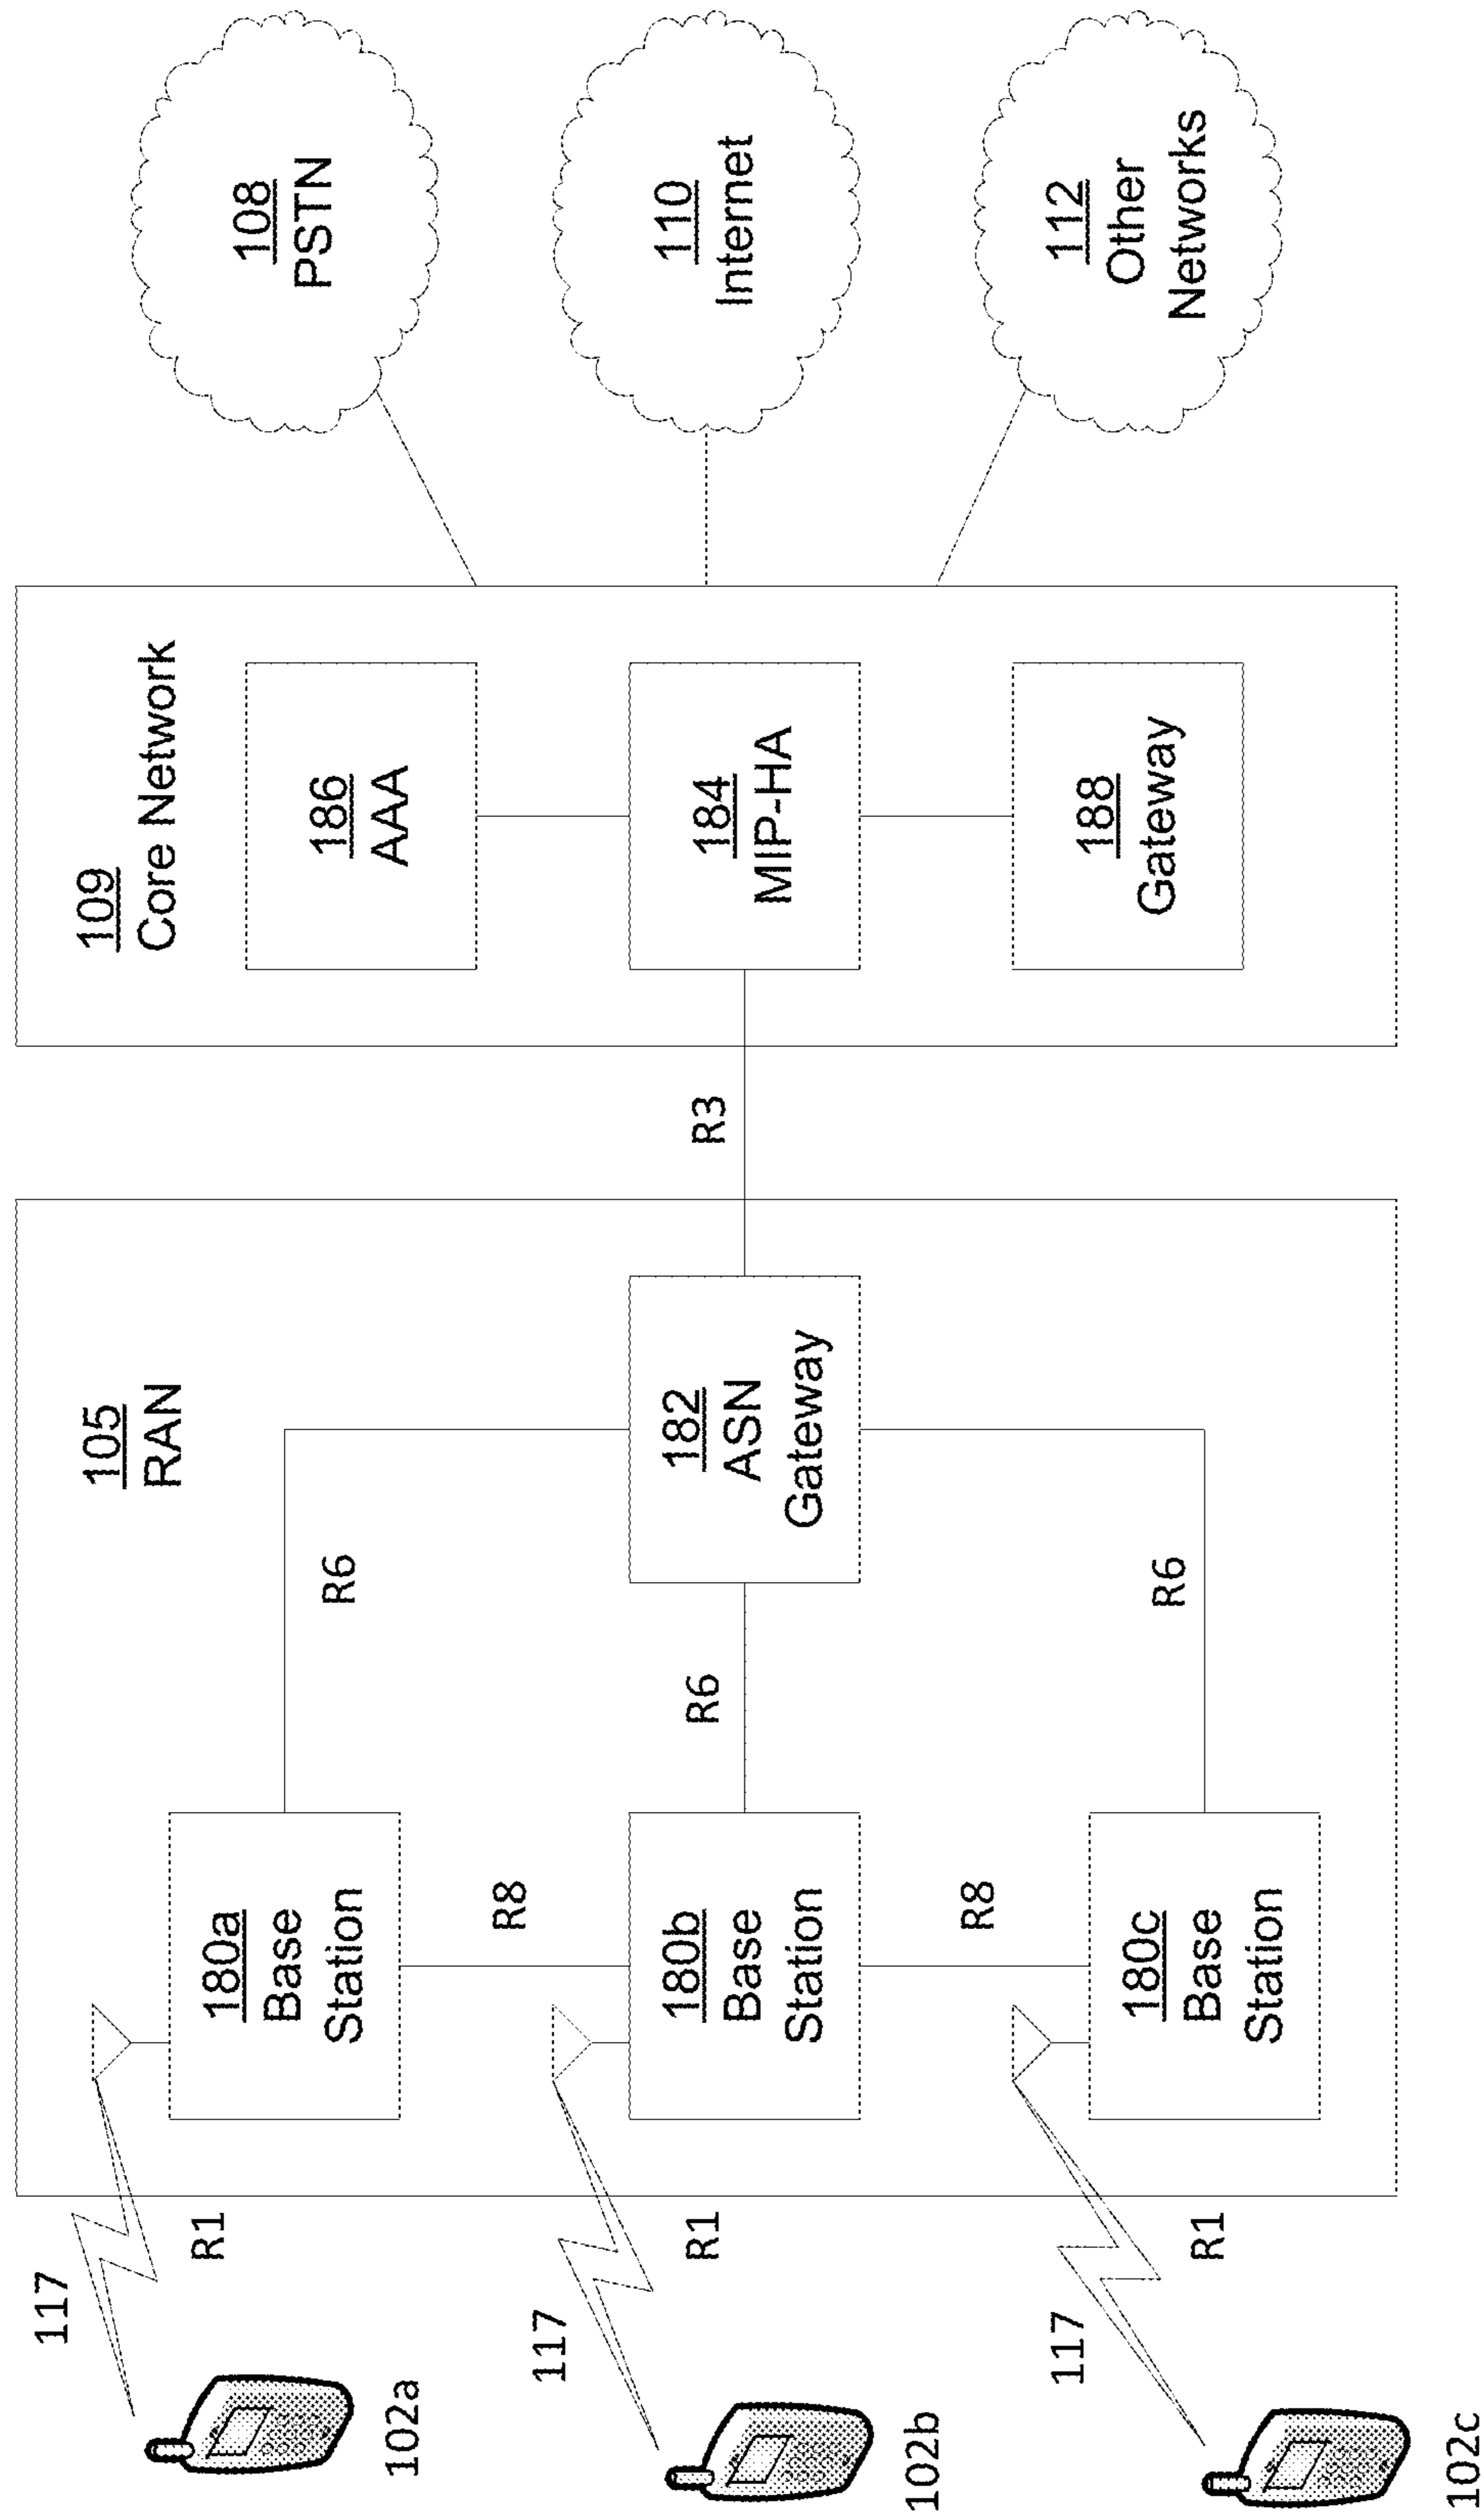 105
RAN
109
Core Network
108
PSTN
117
R1
180a
Base
Station
R6
186
AAA
102a
R8
110
Internet
117
R1
180b
Base
Station
R6
182
ASN
Gateway
R3
184
MIP-HA
102b
R8
112
Other
Networks
117
R1
180c
Base
Station
R6
188
Gateway
102c